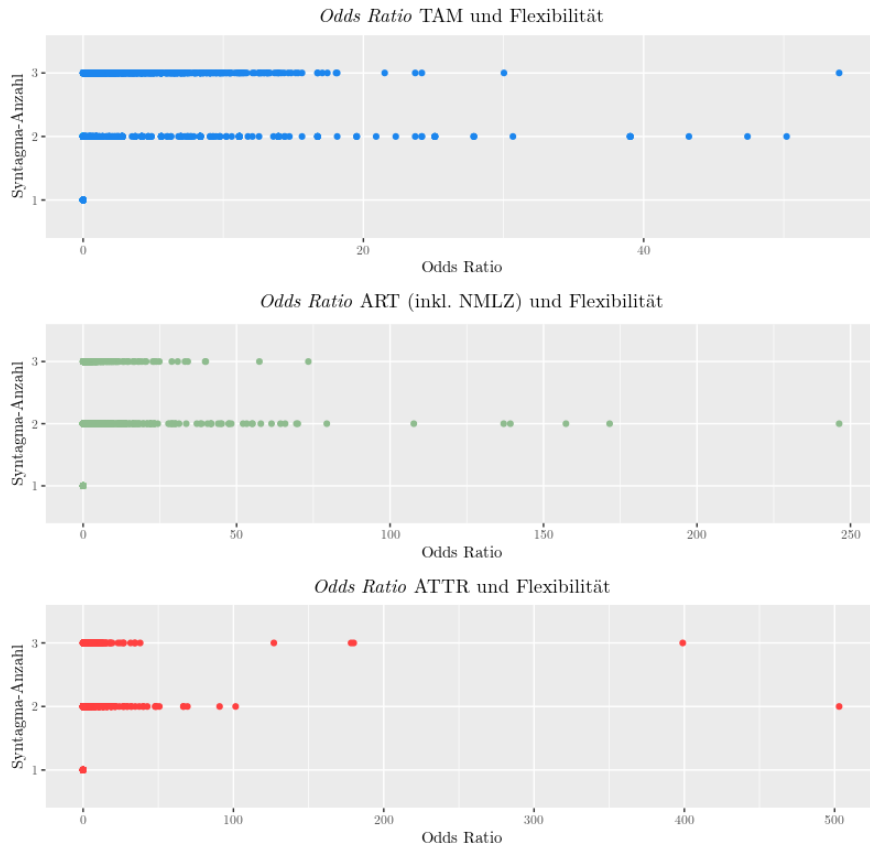 Odds Ratio TAM und Flexibilität
Syntagma-Anzahl
3
2
1
0
20
40
Odds Ratio
Odds Ratio ART (inkl. NMLZ) und Flexibilität
Syntagma-Anzahl
3
2
1
0
50
100
150
200
250
Odds Ratio
Odds Ratio ATTR und Flexibilität
Syntagma-Anzahl
3
2
1
0
100
200
300
400
500
Odds Ratio